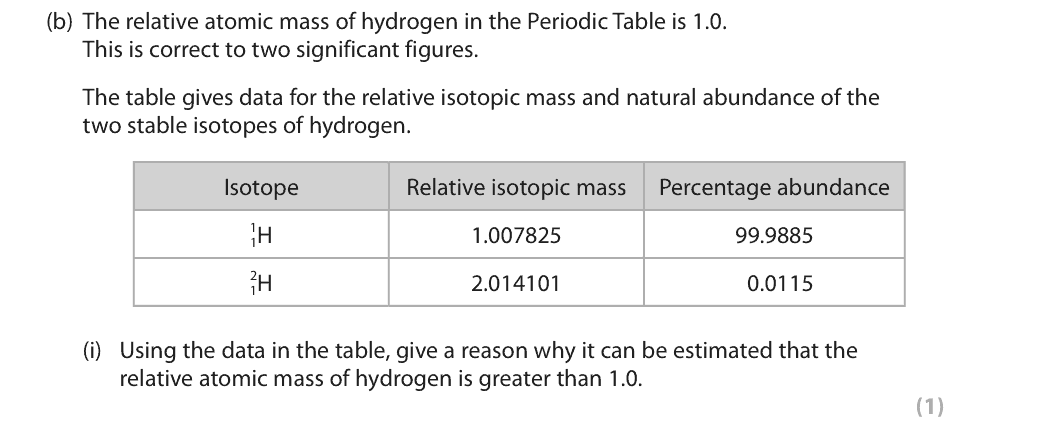 (b) The relative atomic mass of hydrogen in the Periodic Table is 1.0.
This is correct to two significant figures.
The table gives data for the relative isotopic mass and natural abundance of the
two stable isotopes of hydrogen.
Isotope Relative isotopic mass Percentage abundance
¹₁H 1.007825 99.9885
²₁H 2.014101 0.0115
(i) Using the data in the table, give a reason why it can be estimated that the
relative atomic mass of hydrogen is greater than 1.0.
(1)